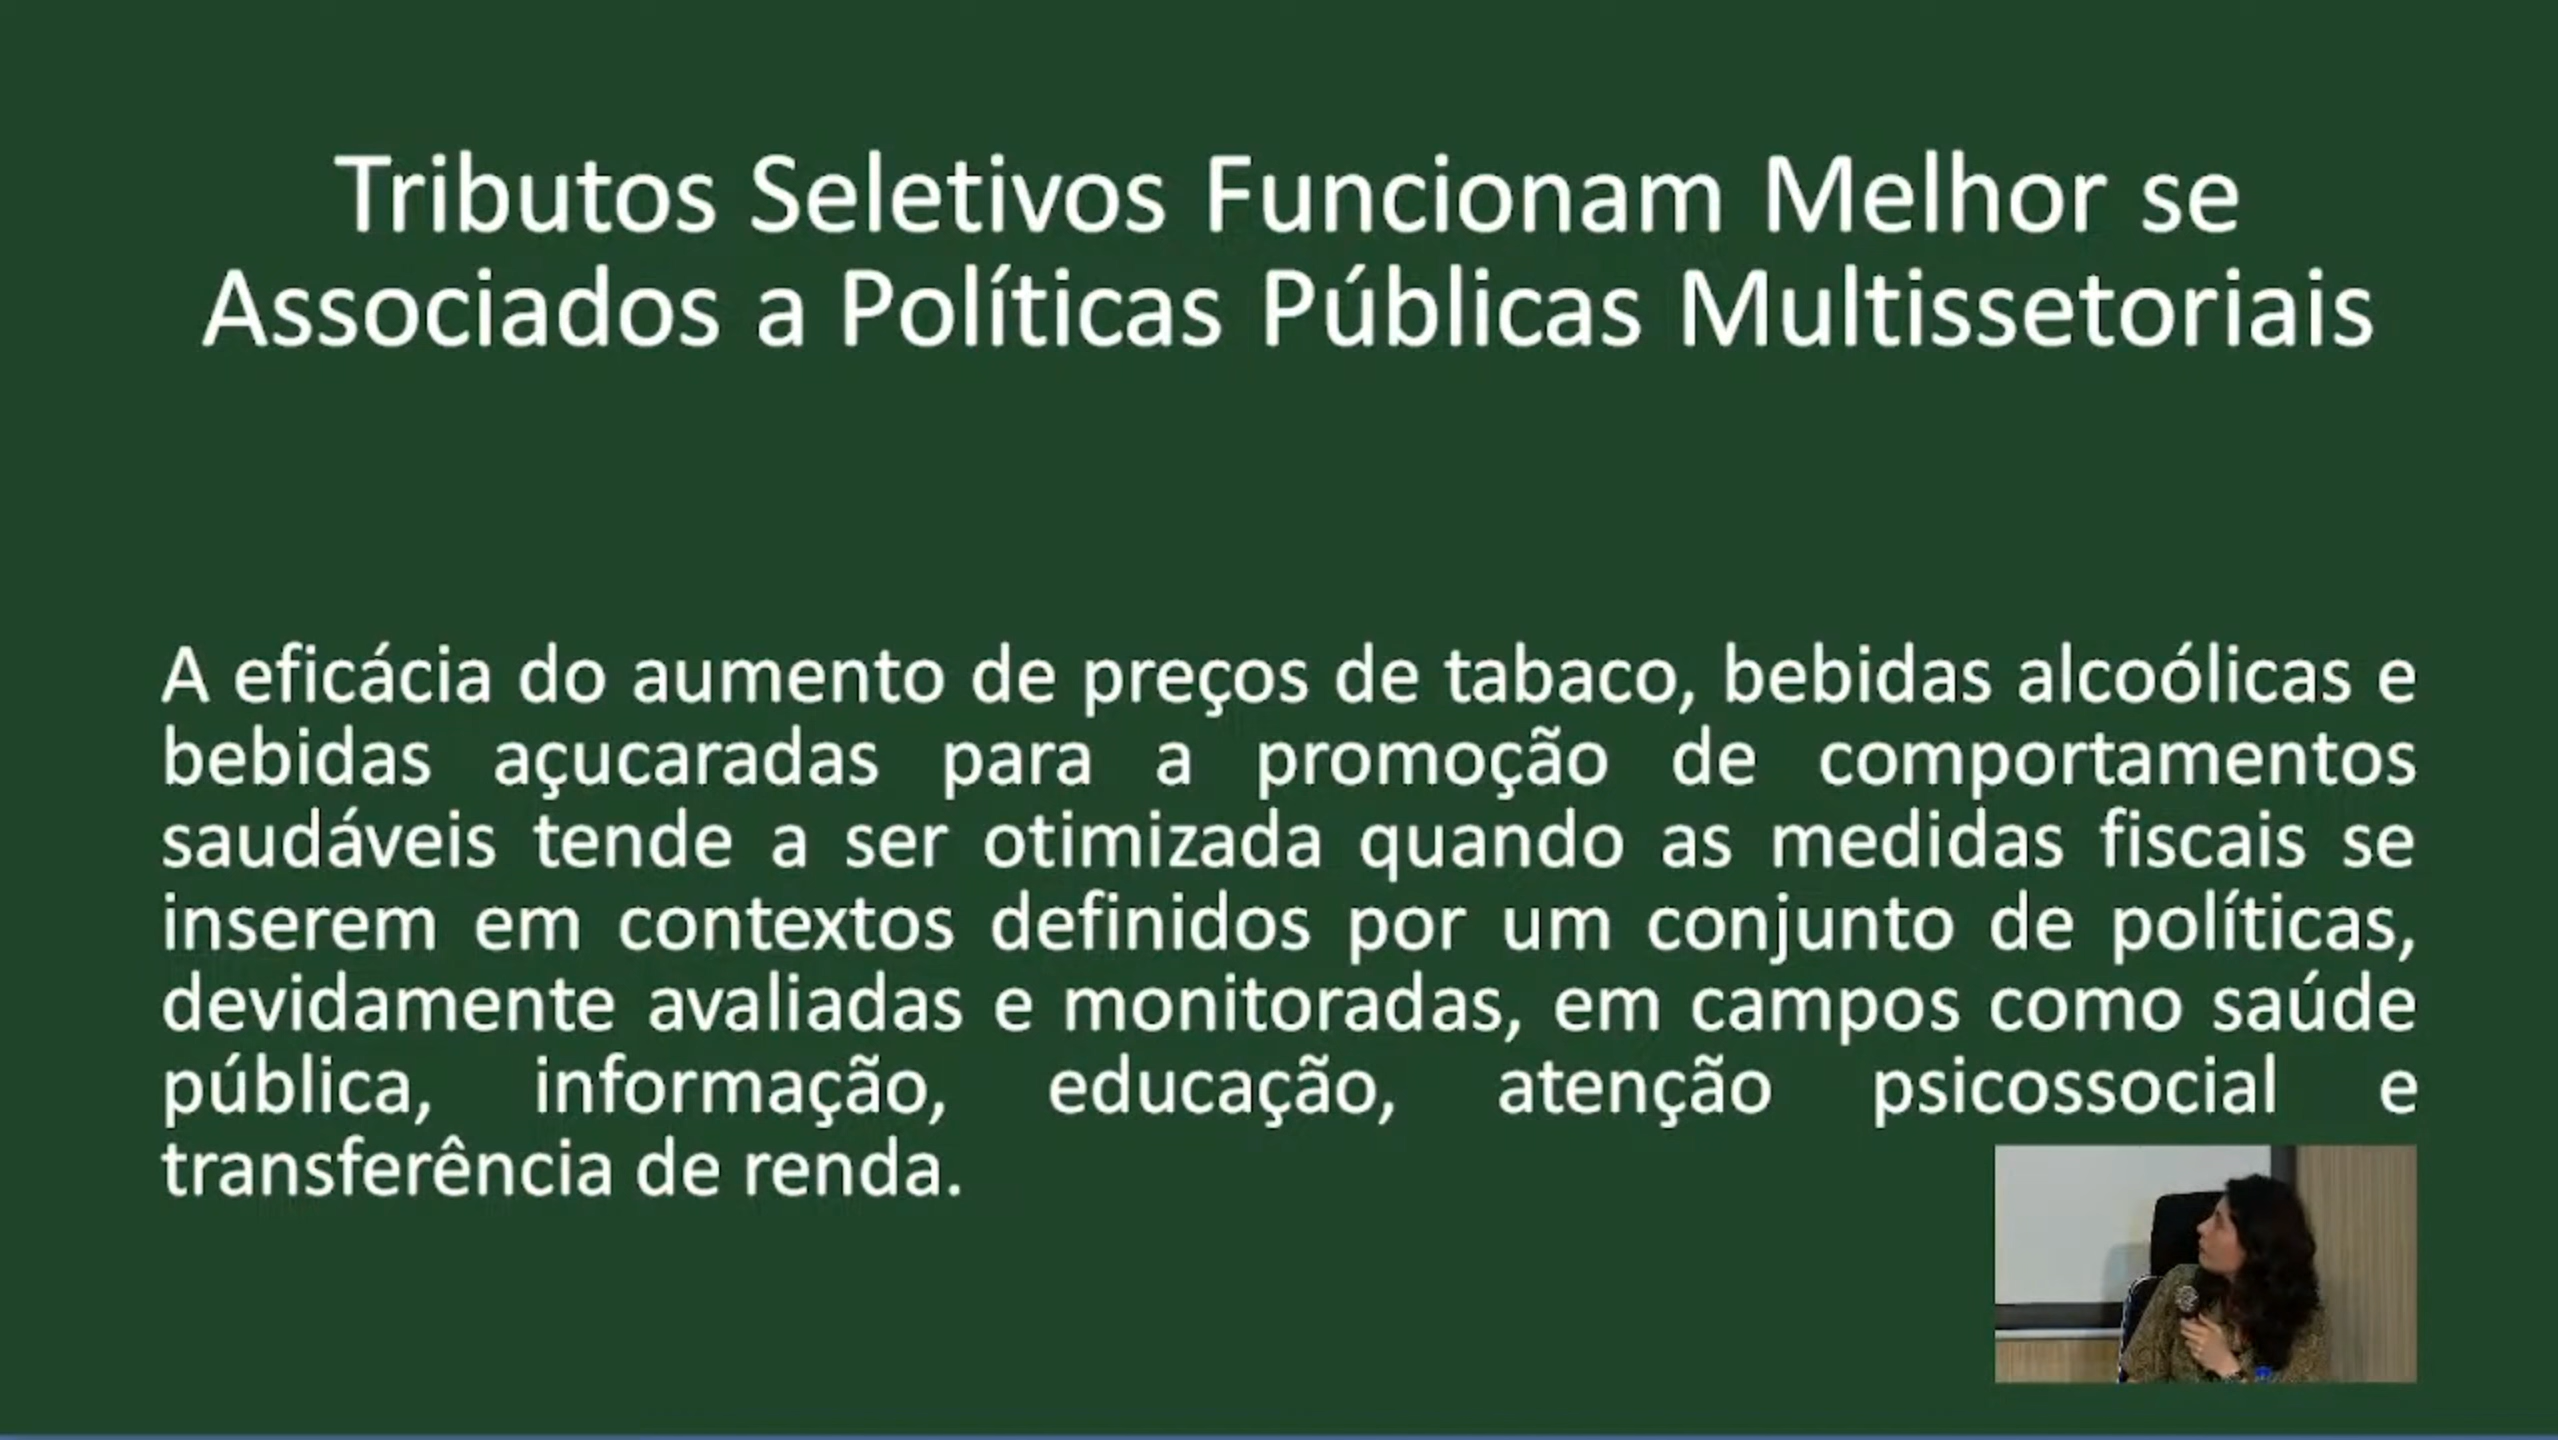 Tributos Seletivos Funcionam Melhor se
Associados a Políticas Públicas Multissetoriais
A eficácia do aumento de preços de tabaco, bebidas alcoólicas e
bebidas açucaradas para a promoção de comportamentos
saudáveis tende a ser otimizada quando as medidas fiscais se
inserem em contextos definidos por um conjunto de políticas,
devidamente avaliadas e monitoradas, em campos como saúde
pública, informação, educação, atenção psicossocial e
transferência de renda.